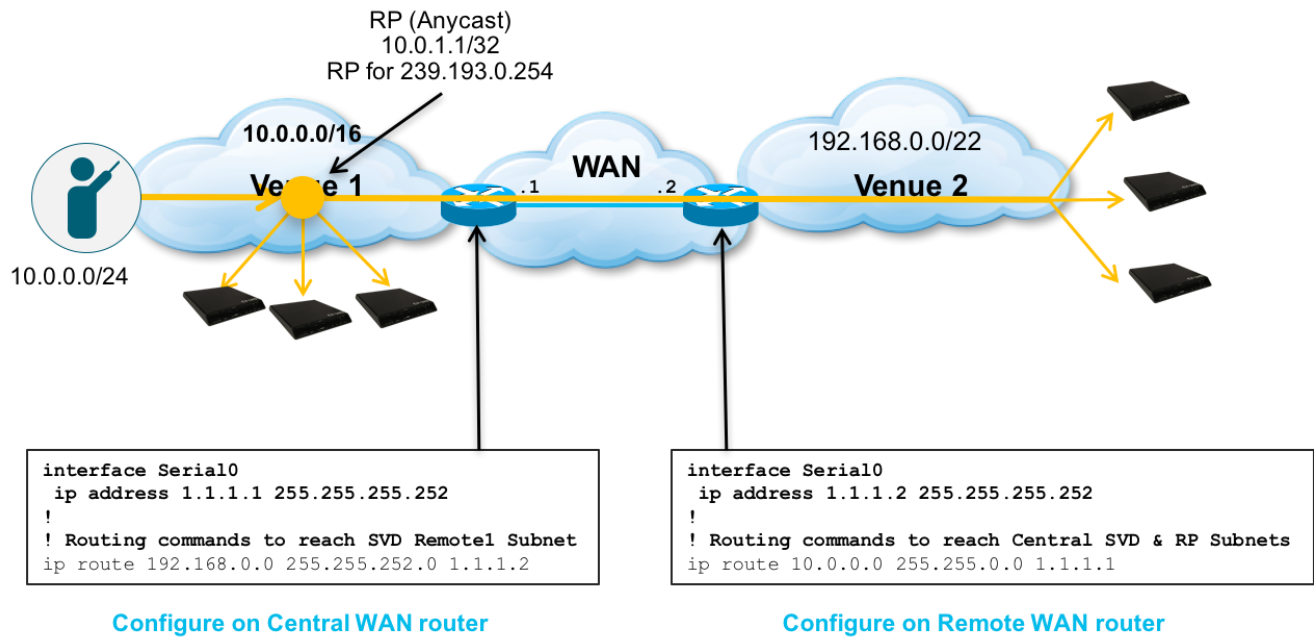 RP (Anycast)
10.0.1.1/32
RP for 239.193.0.254
10.0.0.0/16
192.168.0.0/22
Venue 1
.1
WAN
.2
Venue 2
10.0.0.0/24
interface Serial0
ip address 1.1.1.1 255.255.255.252
!
! Routing commands to reach SVD Remote1 Subnet
ip route 192.168.0.0 255.255.252.0 1.1.1.2
interface Serial0
ip address 1.1.1.2 255.255.255.252
!
! Routing commands to reach Central SVD & RP Subnets
ip route 10.0.0.0 255.255.0.0 1.1.1.1
Configure on Central WAN router
Configure on Remote WAN router